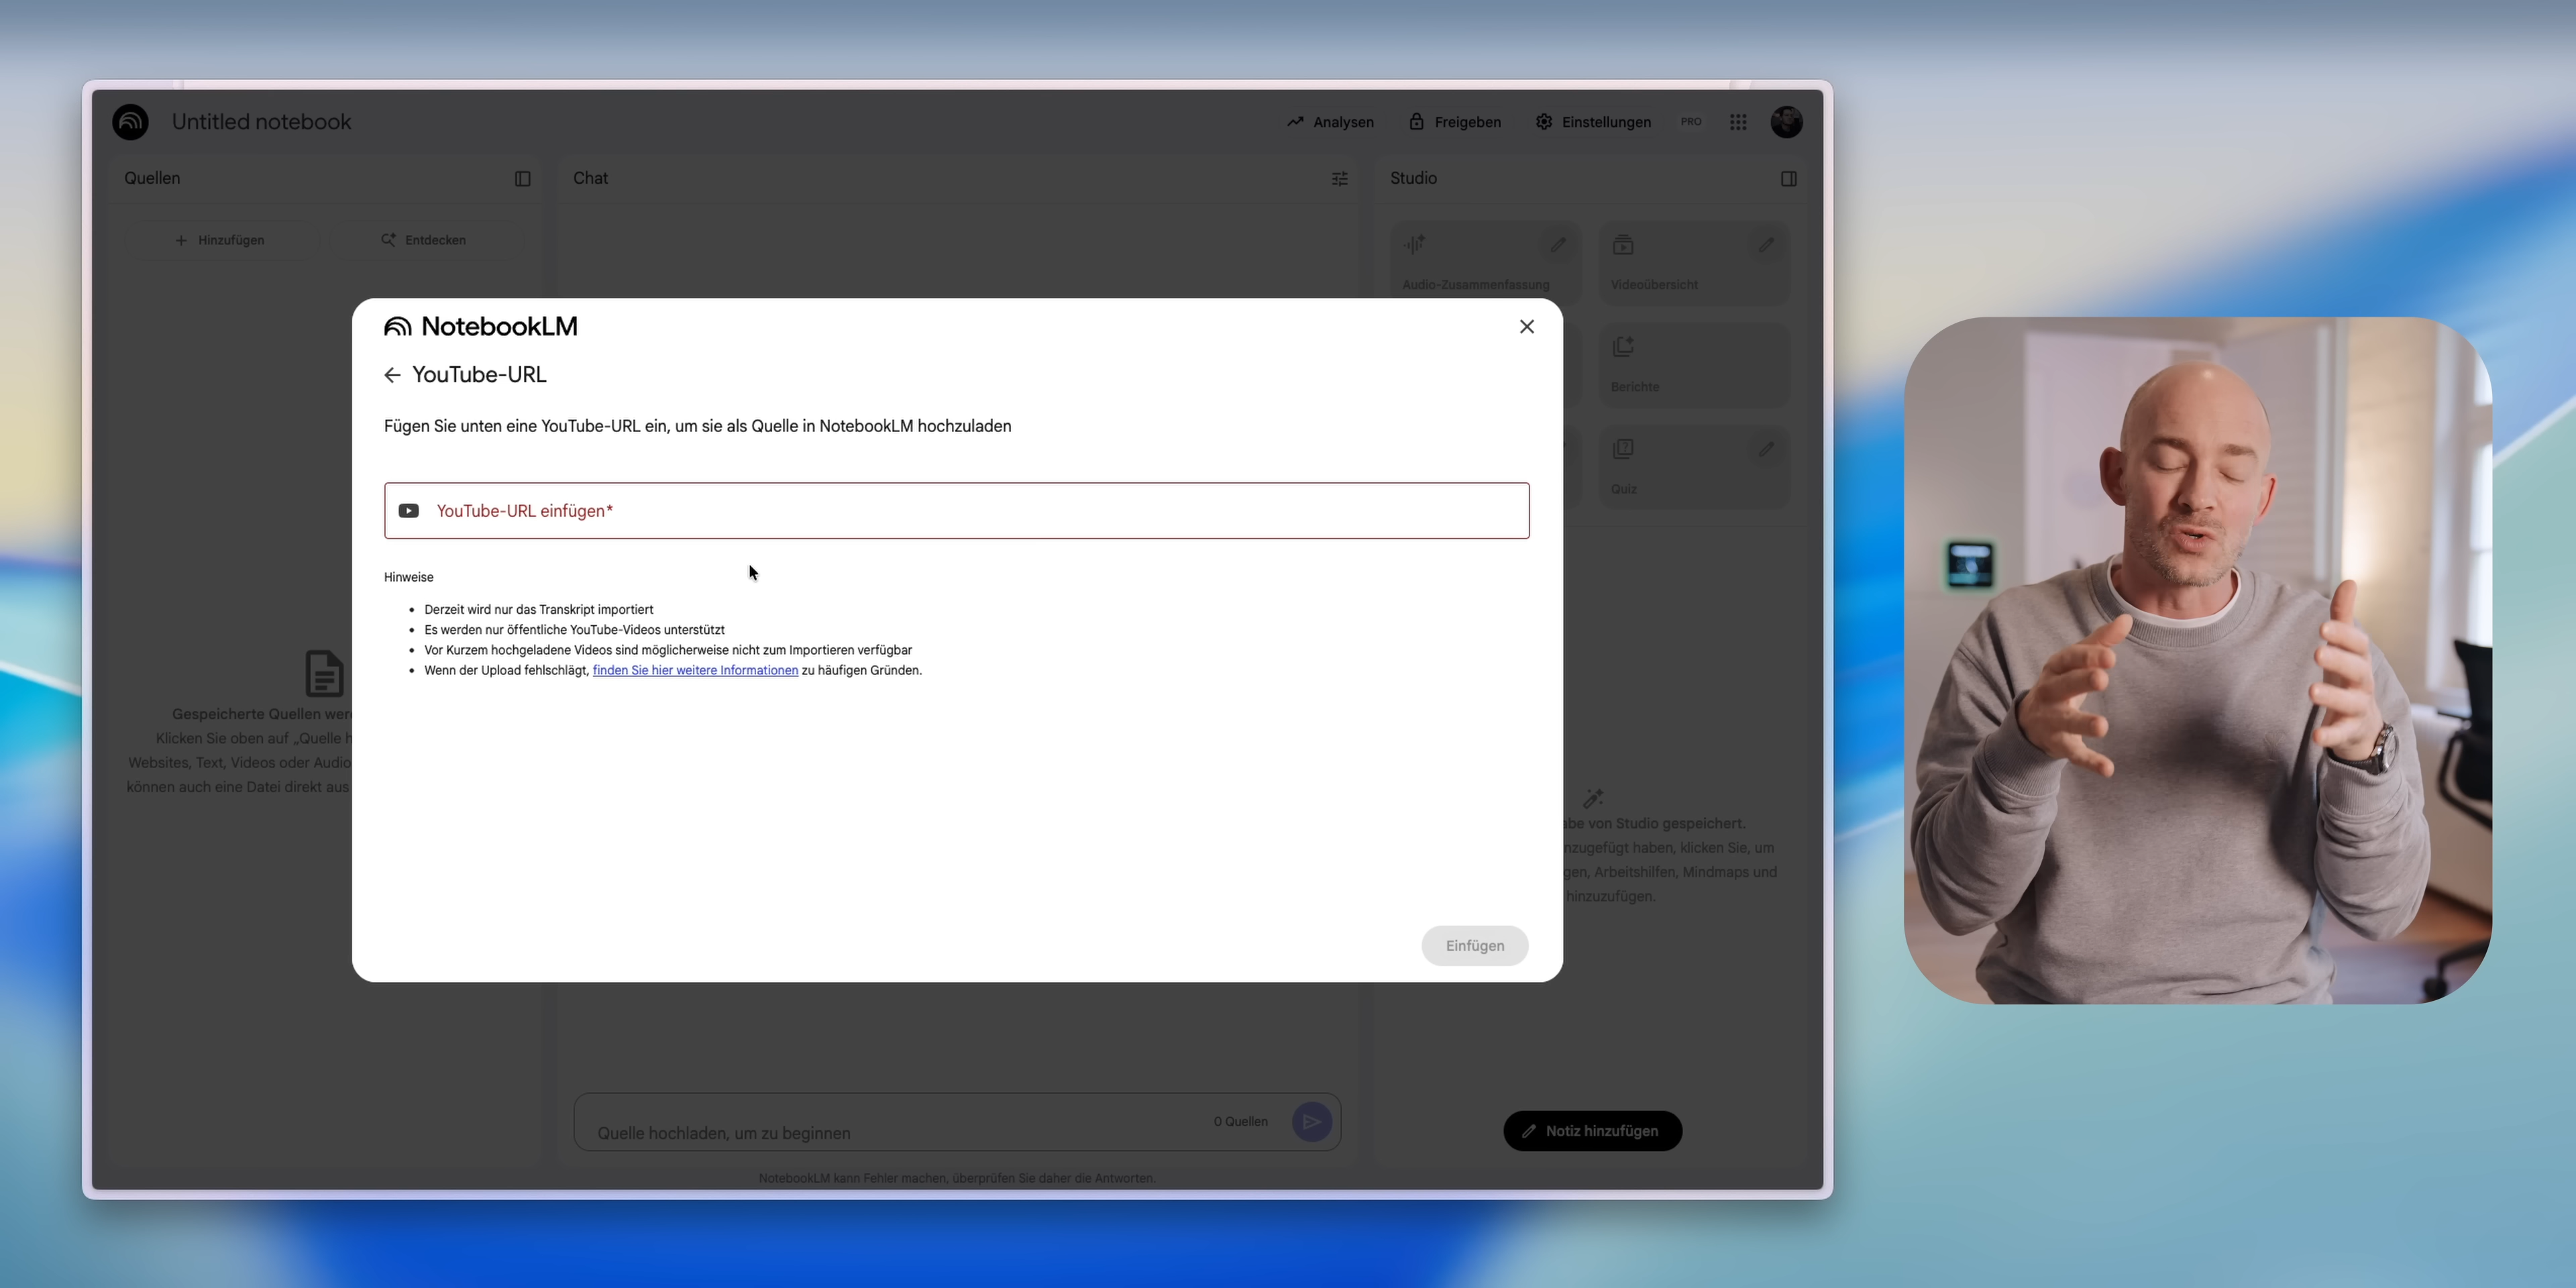 Untitled notebook
Analysen
Freigeben
Einstellungen
PRO
Quellen
Chat
Studio
Hinzufügen
Entdecken
Audio-Zusammenfassung
Videoübersicht
Berichte
Quiz
NotebookLM
YouTube-URL
Fügen Sie unten eine YouTube-URL ein, um sie als Quelle in NotebookLM hochzuladen
YouTube-URL einfügen*
Hinweise
Derzeit wird nur das Transkript importiert
Es werden nur öffentliche YouTube-Videos unterstützt
Vor Kurzem hochgeladene Videos sind möglicherweise nicht zum Importieren verfügbar
Wenn der Upload fehlschlägt, finden Sie hier weitere Informationen zu häufigen Gründen.
Einfügen
Gespeicherte Quellen
Klicken Sie oben auf „Quelle
Websites, Text, Videos oder Audio
können auch eine Datei direkt aus
von Studio gespeichert.
haben, klicken Sie, um
Arbeitshilfen, Mindmaps und
hinzuzufügen.
Quelle hochladen, um zu beginnen
0 Quellen
Notiz hinzufügen
NotebookLM kann Fehler machen, überprüfen Sie daher die Antworten.